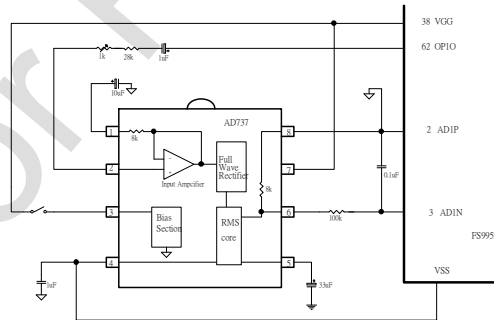 38 VGG
62 OPIO
1k
28k
1uF
10uF
AD737
1
8k
8
2 AD1P
Input Ampcifier
Full
Wave
Rectifier
2
7
8k
0.1uF
3
Bias
Section
RMS
core
6
100k
3 AD1N
FS995
4
5
VSS
1uF
33uF